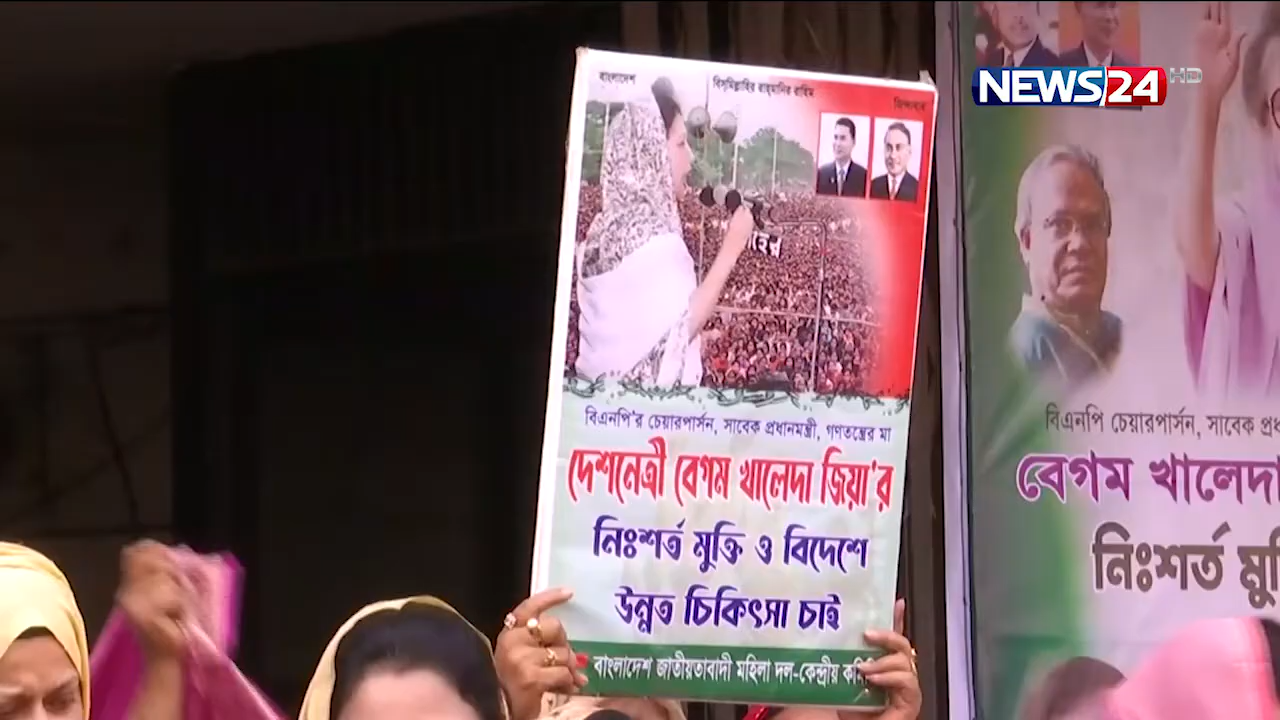 NEWS24 HD
বাংলাদেশ
বিস্‌মিল্লাহির রাহ্‌মানির রাহিম
জিন্দাবাদ
বিএনপি'র চেয়ারপার্সন, সাবেক প্রধানমন্ত্রী, গণতন্ত্রের মা
দেশনেত্রী বেগম খালেদা জিয়া'র
নিঃশর্ত মুক্তি ও বিদেশে
উন্নত চিকিৎসা চাই
বাংলাদেশ জাতীয়তাবাদী মহিলা দল-কেন্দ্রীয়
বিএনপি চেয়ারপার্সন, সাবেক
বেগম খালেদা
নিঃশর্ত